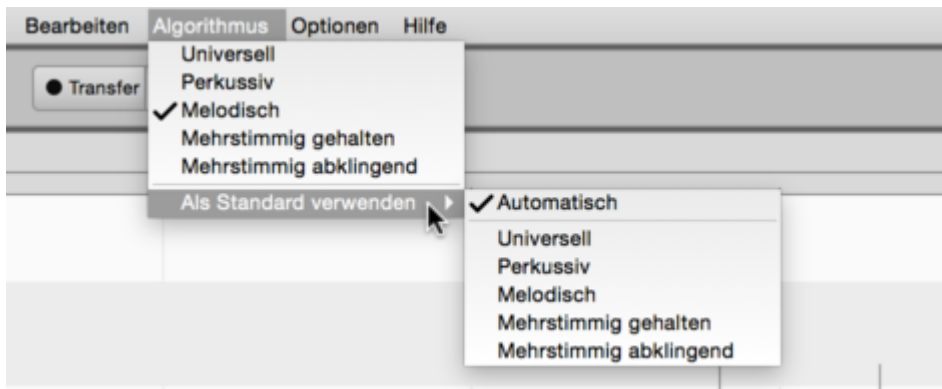 Bearbeiten Algorithmus Optionen Hilfe
Universell
Perkussiv
Transfer
Melodisch
Mehrstimmig gehalten
Mehrstimmig abklingend
Als Standard verwenden
Automatisch
Universell
Perkussiv
Melodisch
Mehrstimmig gehalten
Mehrstimmig abklingend